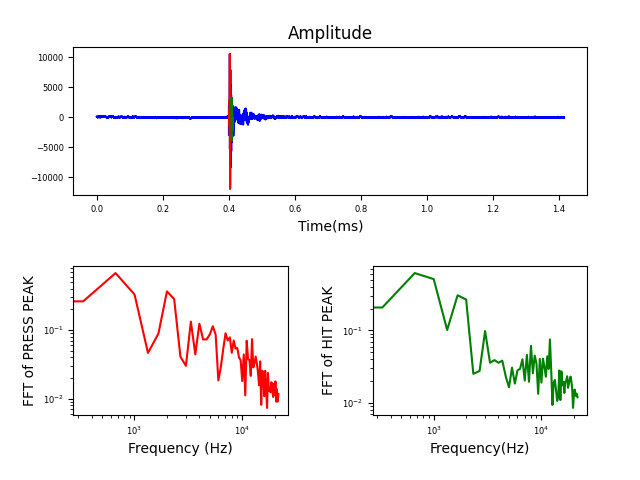 Amplitude
10000
5000
0
−5000
−10000
0.0 0.2 0.4 0.6 0.8 1.0 1.2 1.4
Time(ms)
FFT of PRESS PEAK
10⁻¹
10⁻²
10³ 10⁴
Frequency (Hz)
FFT of HIT PEAK
10⁻¹
10⁻²
10³ 10⁴
Frequency(Hz)